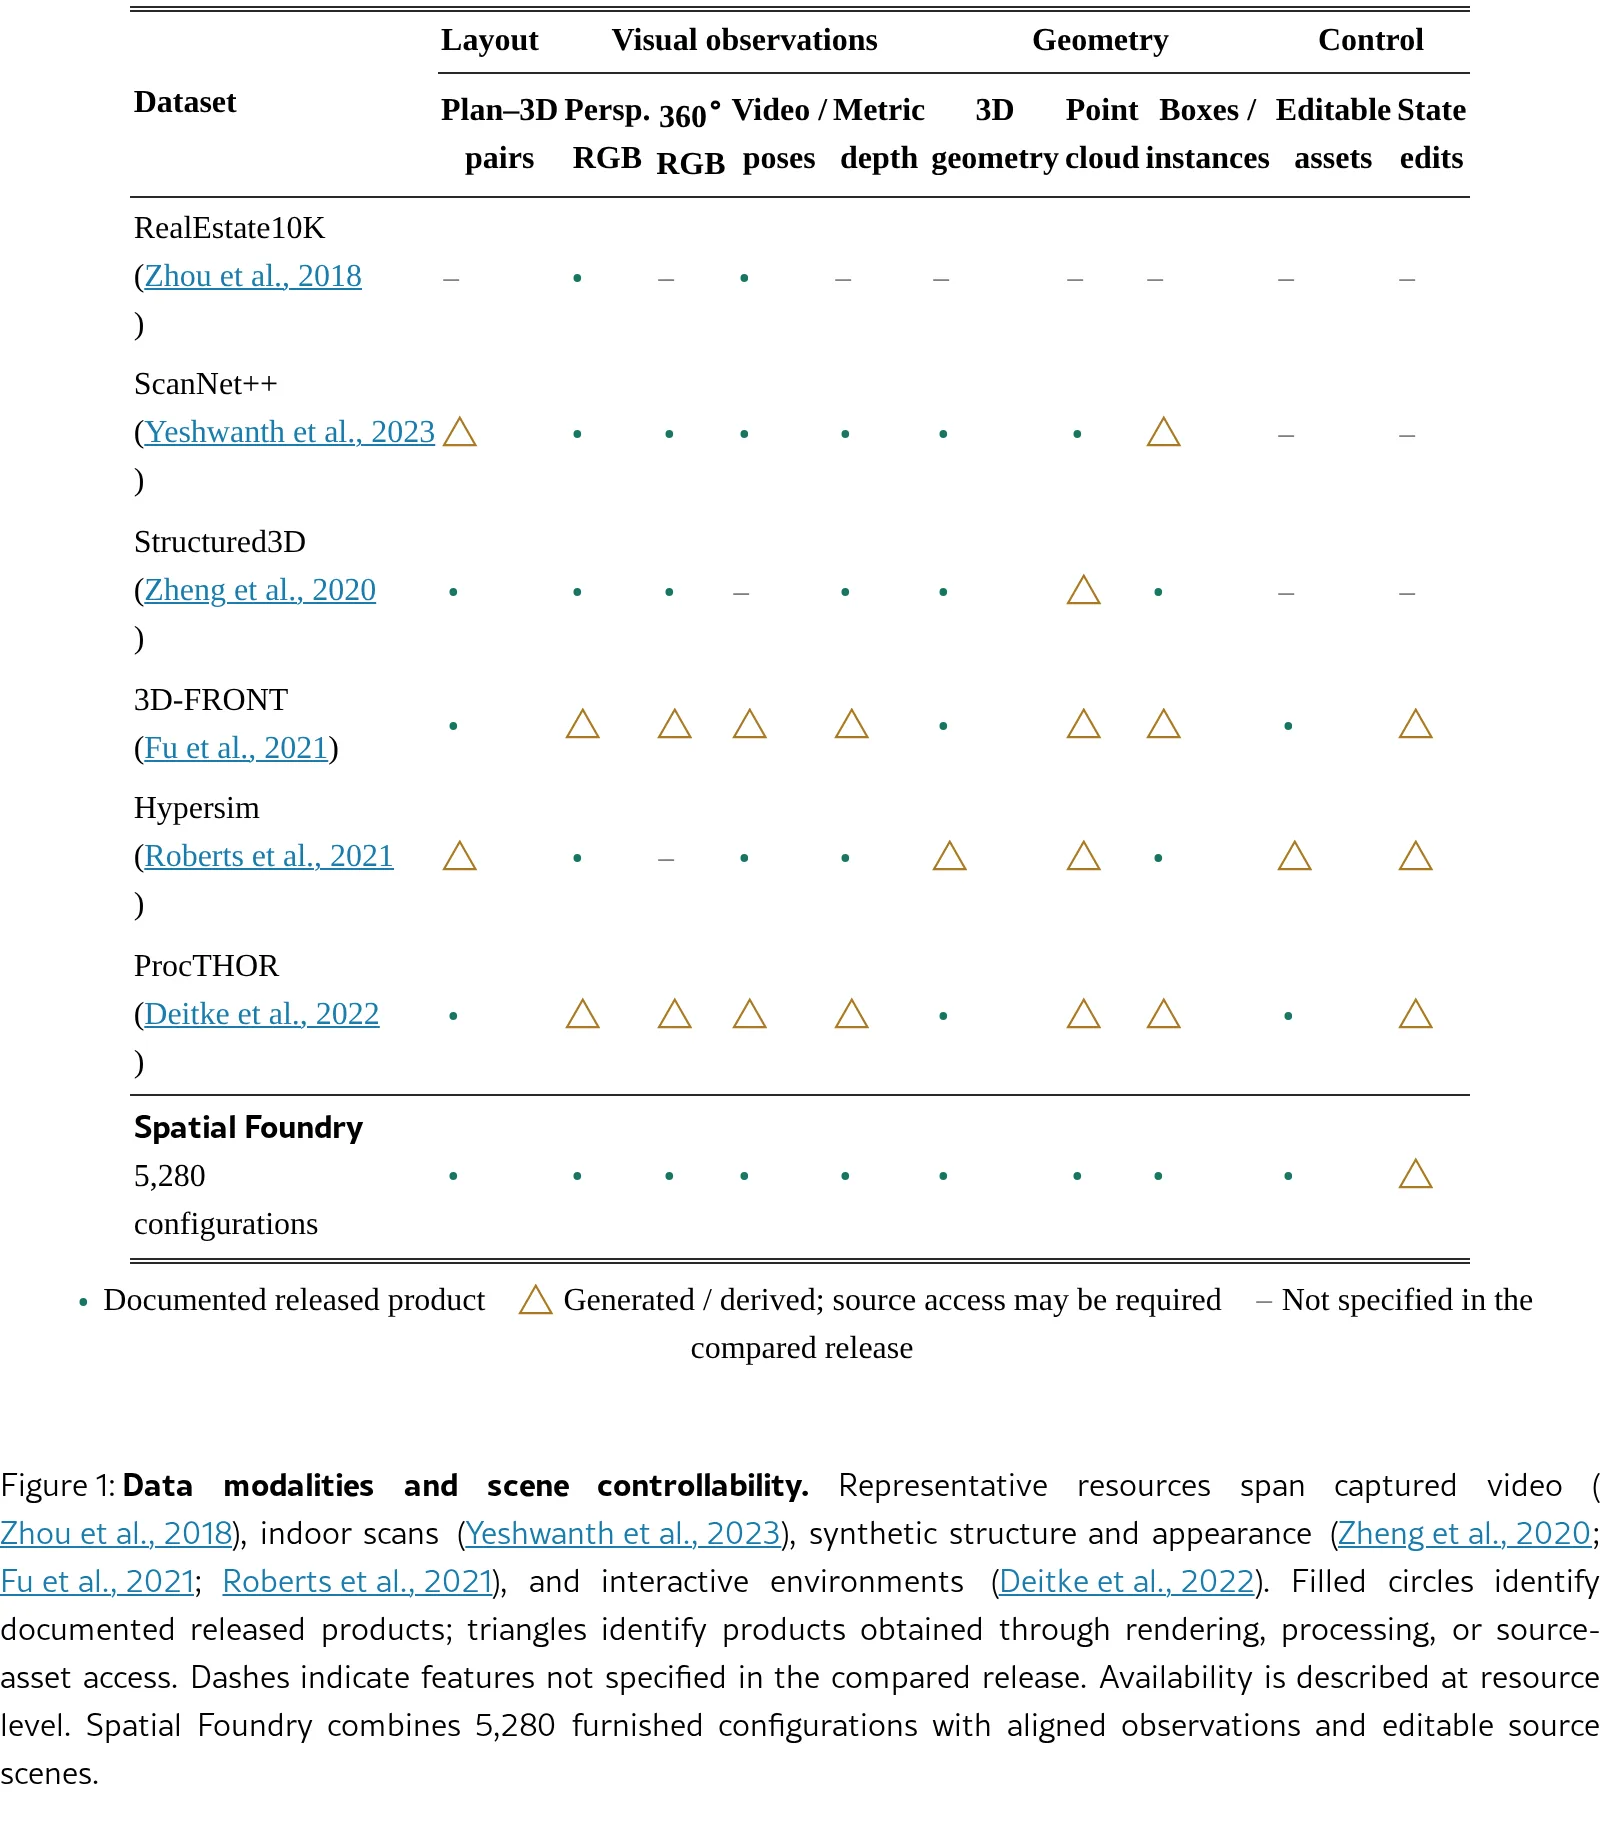 Layout Visual observations Geometry Control
Dataset
Plan–3D Persp. 360° Video / Metric 3D Point Boxes / Editable State
pairs RGB RGB poses depth geometry cloud instances assets edits
RealEstate10K
(Zhou et al., 2018 – • – • – – – – – –
)
ScanNet++
(Yeshwanth et al., 2023 △ • • • • • • △ – –
)
Structured3D
(Zheng et al., 2020 • • • – • • △ • – –
)
3D-FRONT
• △ △ △ △ • △ △ • △
(Fu et al., 2021)
Hypersim
(Roberts et al., 2021 △ • – • • △ △ • △ △
)
ProcTHOR
(Deitke et al., 2022 • △ △ △ △ • △ △ • △
)
Spatial Foundry
5,280 • • • • • • • • • △
configurations
• Documented released product △ Generated / derived; source access may be required – Not specified in the
compared release
Figure 1: Data modalities and scene controllability. Representative resources span captured video (
Zhou et al., 2018), indoor scans (Yeshwanth et al., 2023), synthetic structure and appearance (Zheng et al., 2020;
Fu et al., 2021; Roberts et al., 2021), and interactive environments (Deitke et al., 2022). Filled circles identify
documented released products; triangles identify products obtained through rendering, processing, or source-
asset access. Dashes indicate features not specified in the compared release. Availability is described at resource
level. Spatial Foundry combines 5,280 furnished configurations with aligned observations and editable source
scenes.